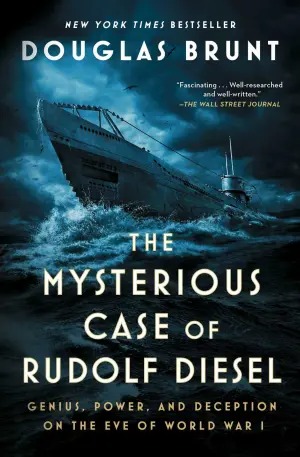 NEW YORK TIMES BESTSELLER
DOUGLAS BRUNT
"Fascinating . . . Well-researched
and well-written."
—THE WALL STREET JOURNAL
THE
MYSTERIOUS
CASE OF
RUDOLF DIESEL
GENIUS, POWER, AND DECEPTION
ON THE EVE OF WORLD WAR I